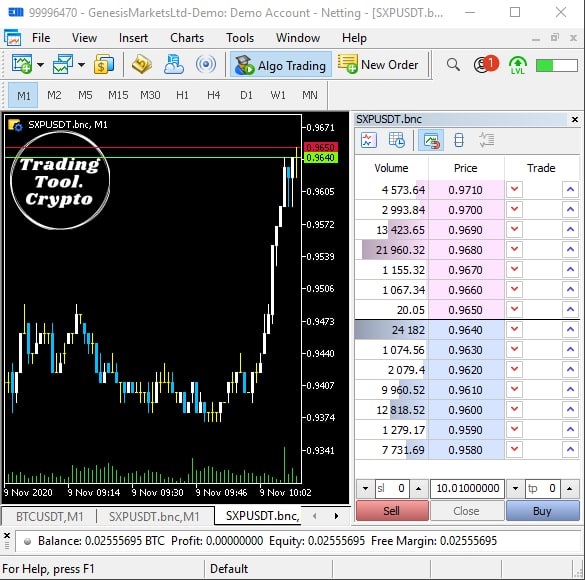 99996470 - GenesisMarketsLtd-Demo: Demo Account - Netting - [SXPUSDT.b...
File View Insert Charts Tools Window Help
Algo Trading New Order 1 LVL
M1 M2 M5 M15 M30 H1 H4 D1 W1 MN
SXPUSDT.bnc, M1
Trading
Tool.
Crypto
0.9671
0.9650
0.9640
0.9605
0.9572
0.9539
0.9506
0.9473
0.9440
0.9407
0.9374
0.9341
9 Nov 2020 9 Nov 09:14 9 Nov 09:30 9 Nov 09:46 9 Nov 10:02
SXPUSDT.bnc
Volume Price Trade
4 573.64 0.9710
2 993.84 0.9700
13 423.65 0.9690
21 960.32 0.9680
1 155.32 0.9670
1 067.34 0.9660
20.05 0.9650
24 182 0.9640
1 074.56 0.9630
2 079.4 0.9620
9 960.52 0.9610
12 818.52 0.9600
1 279.17 0.9590
7 731.69 0.9580
sl 0 10.01000000 tp 0
Sell Close Buy
BTCUSDT,M1 SXPUSDT.bnc,M1 SXPUSDT.bnc,
Balance: 0.02555695 BTC Profit: 0.00000000 Equity: 0.02555695 Free Margin: 0.02555695
For Help, press F1 Default